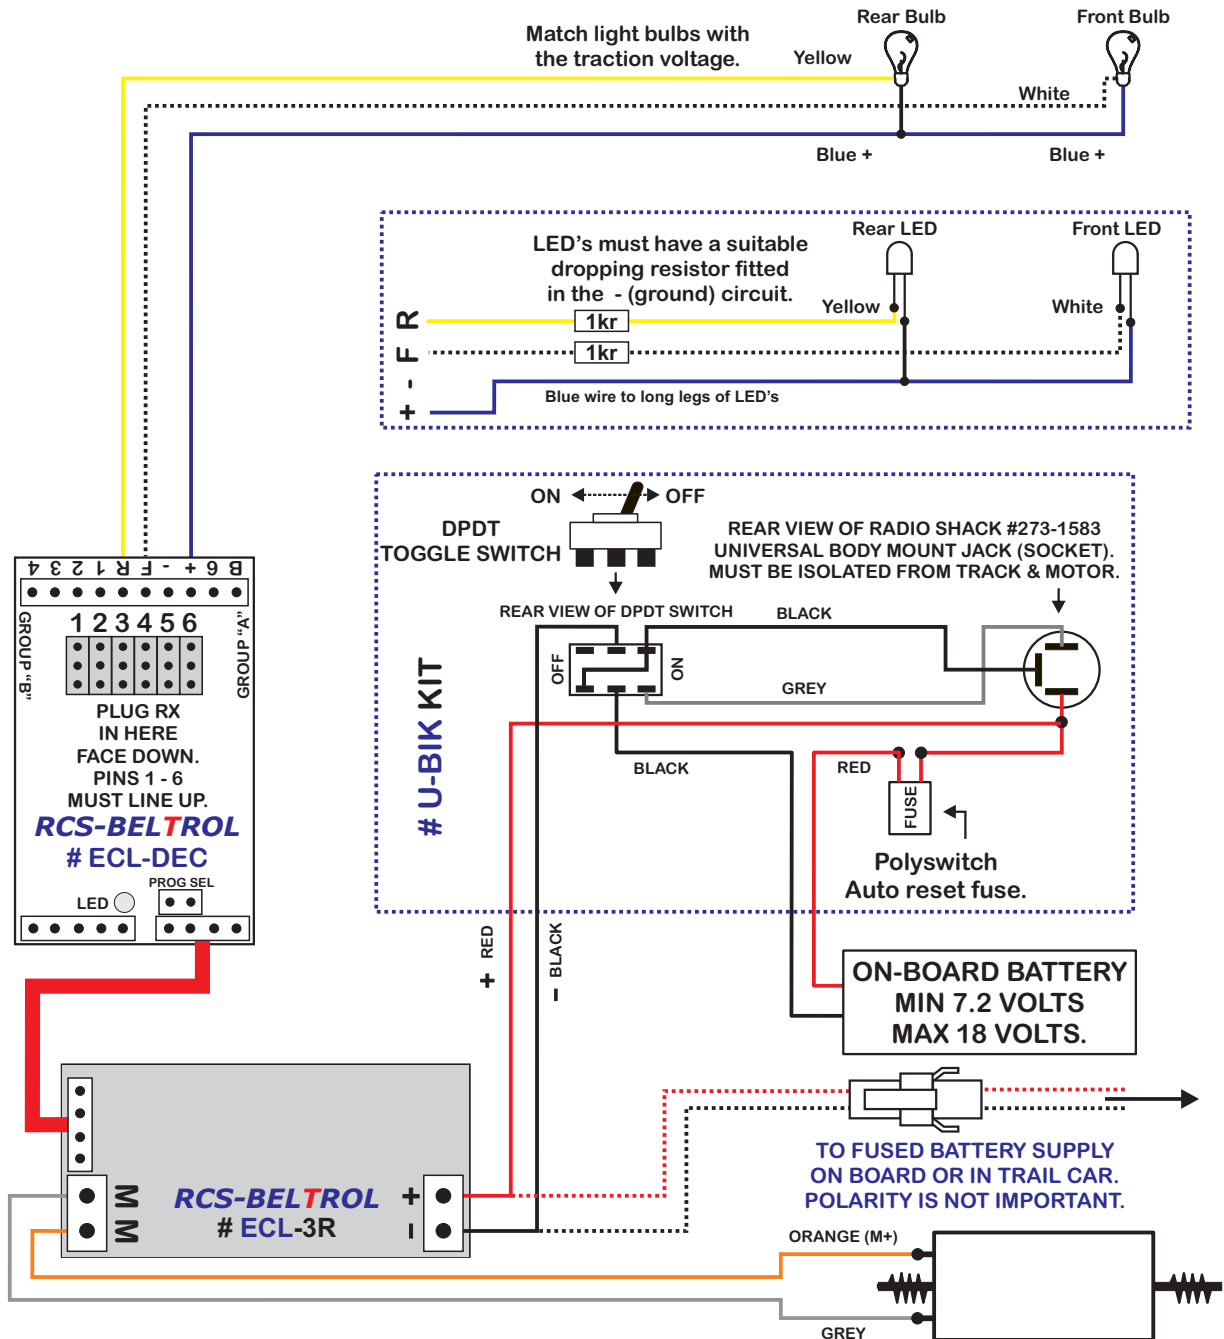 Rear Bulb
Front Bulb
Match light bulbs with
the traction voltage.
Yellow
White
Blue +
Blue +
Rear LED
Front LED
LED's must have a suitable
dropping resistor fitted
in the - (ground) circuit.
Yellow
White
R
1kr
F
1kr
-
+
Blue wire to long legs of LED's
ON
OFF
DPDT
TOGGLE SWITCH
REAR VIEW OF RADIO SHACK #273-1583
UNIVERSAL BODY MOUNT JACK (SOCKET).
MUST BE ISOLATED FROM TRACK & MOTOR.
REAR VIEW OF DPDT SWITCH
BLACK
OFF
ON
GREY
# U-BIK KIT
BLACK
RED
FUSE
Polyswitch
Auto reset fuse.
4 3 2 1 R F - + 6 B
GROUP "B"
1 2 3 4 5 6
GROUP "A"
PLUG RX
IN HERE
FACE DOWN.
PINS 1 - 6
MUST LINE UP.
RCS-BELTROL
# ECL-DEC
PROG SEL
LED
+ RED
- BLACK
ON-BOARD BATTERY
MIN 7.2 VOLTS
MAX 18 VOLTS.
TO FUSED BATTERY SUPPLY
ON BOARD OR IN TRAIL CAR.
POLARITY IS NOT IMPORTANT.
M
M
RCS-BELTROL
# ECL-3R
+
-
ORANGE (M+)
GREY